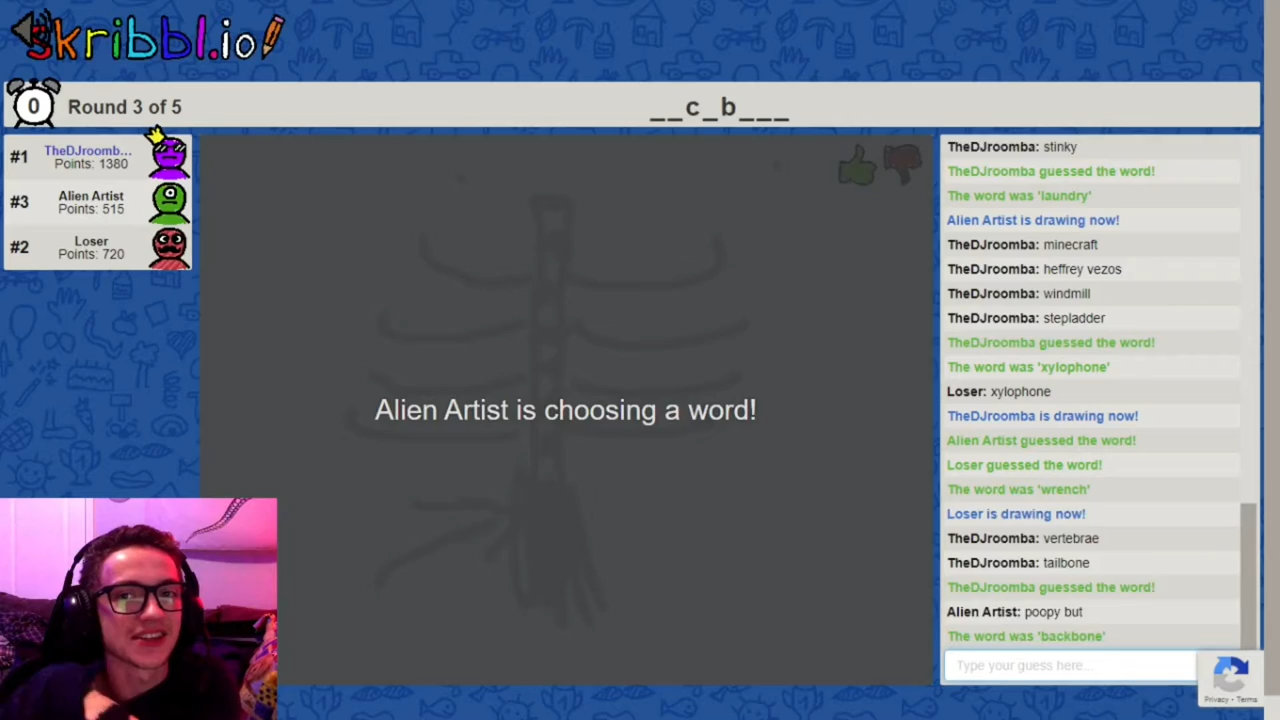 skribbl.io
0
Round 3 of 5
__c_b___
#1
TheDJroomb...
Points: 1380
#3
Alien Artist
Points: 515
#2
Loser
Points: 720
Alien Artist is choosing a word!
TheDJroomba: stinky
TheDJroomba guessed the word!
The word was 'laundry'
Alien Artist is drawing now!
TheDJroomba: minecraft
TheDJroomba: heffrey vezos
TheDJroomba: windmill
TheDJroomba: stepladder
TheDJroomba guessed the word!
The word was 'xylophone'
Loser: xylophone
TheDJroomba is drawing now!
Alien Artist guessed the word!
Loser guessed the word!
The word was 'wrench'
Loser is drawing now!
TheDJroomba: vertebrae
TheDJroomba: tailbone
TheDJroomba guessed the word!
Alien Artist: poopy but
The word was 'backbone'
Type your guess here...
Privacy - Terms